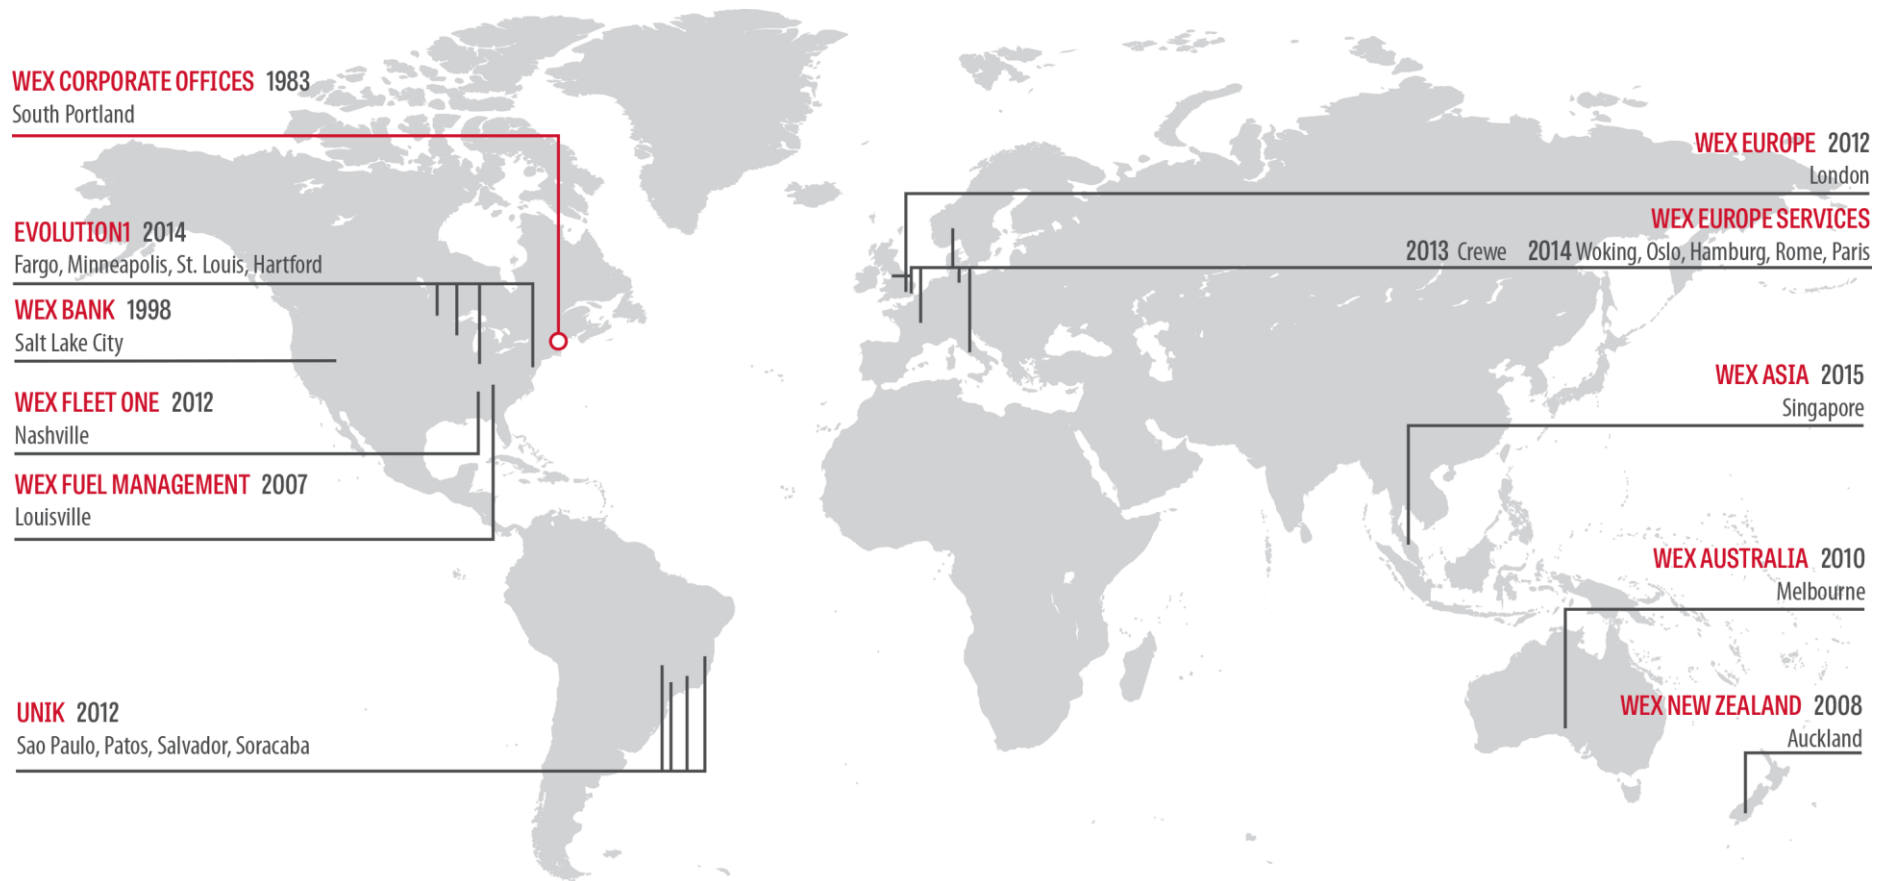 WEX CORPORATE OFFICES 1983
South Portland
EVOLUTION1 2014
Fargo, Minneapolis, St. Louis, Hartford
WEX BANK 1998
Salt Lake City
WEX FLEET ONE 2012
Nashville
WEX FUEL MANAGEMENT 2007
Louisville
UNIK 2012
Sao Paulo, Patos, Salvador, Soracaba
WEX EUROPE 2012
London
WEX EUROPE SERVICES
2013 Crewe 2014 Woking, Oslo, Hamburg, Rome, Paris
WEX ASIA 2015
Singapore
WEX AUSTRALIA 2010
Melbourne
WEX NEW ZEALAND 2008
Auckland